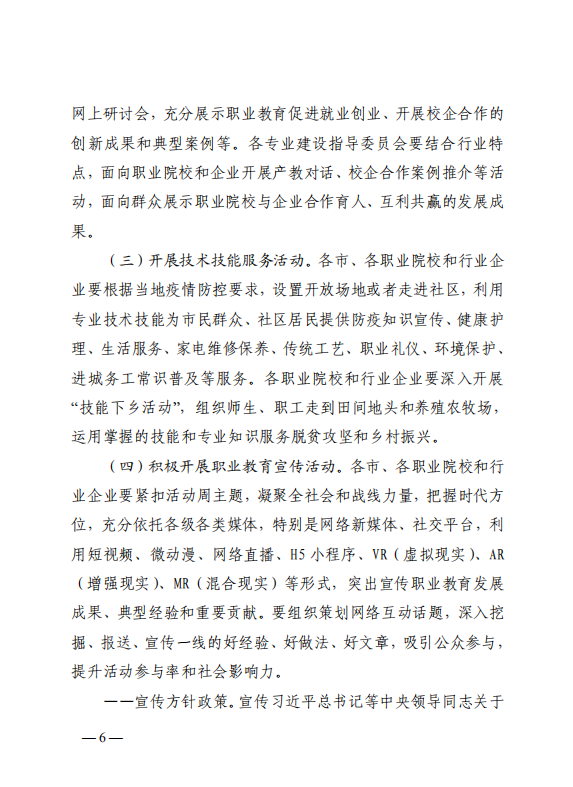 网上研讨会，充分展示职业教育促进就业创业、开展校企合作的
创新成果和典型案例等。各专业建设指导委员会要结合行业特
点，面向职业院校和企业开展产教对话、校企合作案例推介等活
动，面向群众展示职业院校与企业合作育人、互利共赢的发展成
果。
（三）开展技术技能服务活动。各市、各职业院校和行业企
业要根据当地疫情防控要求，设置开放场地或者走进社区，利用
专业技术技能为市民群众、社区居民提供防疫知识宣传、健康护
理、生活服务、家电维修保养、传统工艺、职业礼仪、环境保护、
进城务工常识普及等服务。各职业院校和行业企业要深入开展
“技能下乡活动”，组织师生、职工走到田间地头和养殖农牧场，
运用掌握的技能和专业知识服务脱贫攻坚和乡村振兴。
（四）积极开展职业教育宣传活动。各市、各职业院校和行
业企业要紧扣活动周主题，凝聚全社会和战线力量，把握时代方
位，充分依托各级各类媒体，特别是网络新媒体、社交平台，利
用短视频、微动漫、网络直播、H5 小程序、VR（虚拟现实）、AR
（增强现实）、MR（混合现实）等形式，突出宣传职业教育发展
成果、典型经验和重要贡献。要组织策划网络互动话题，深入挖
掘、报送、宣传一线的好经验、好做法、好文章，吸引公众参与，
提升活动参与率和社会影响力。
——宣传方针政策。宣传习近平总书记等中央领导同志关于
— 6 —